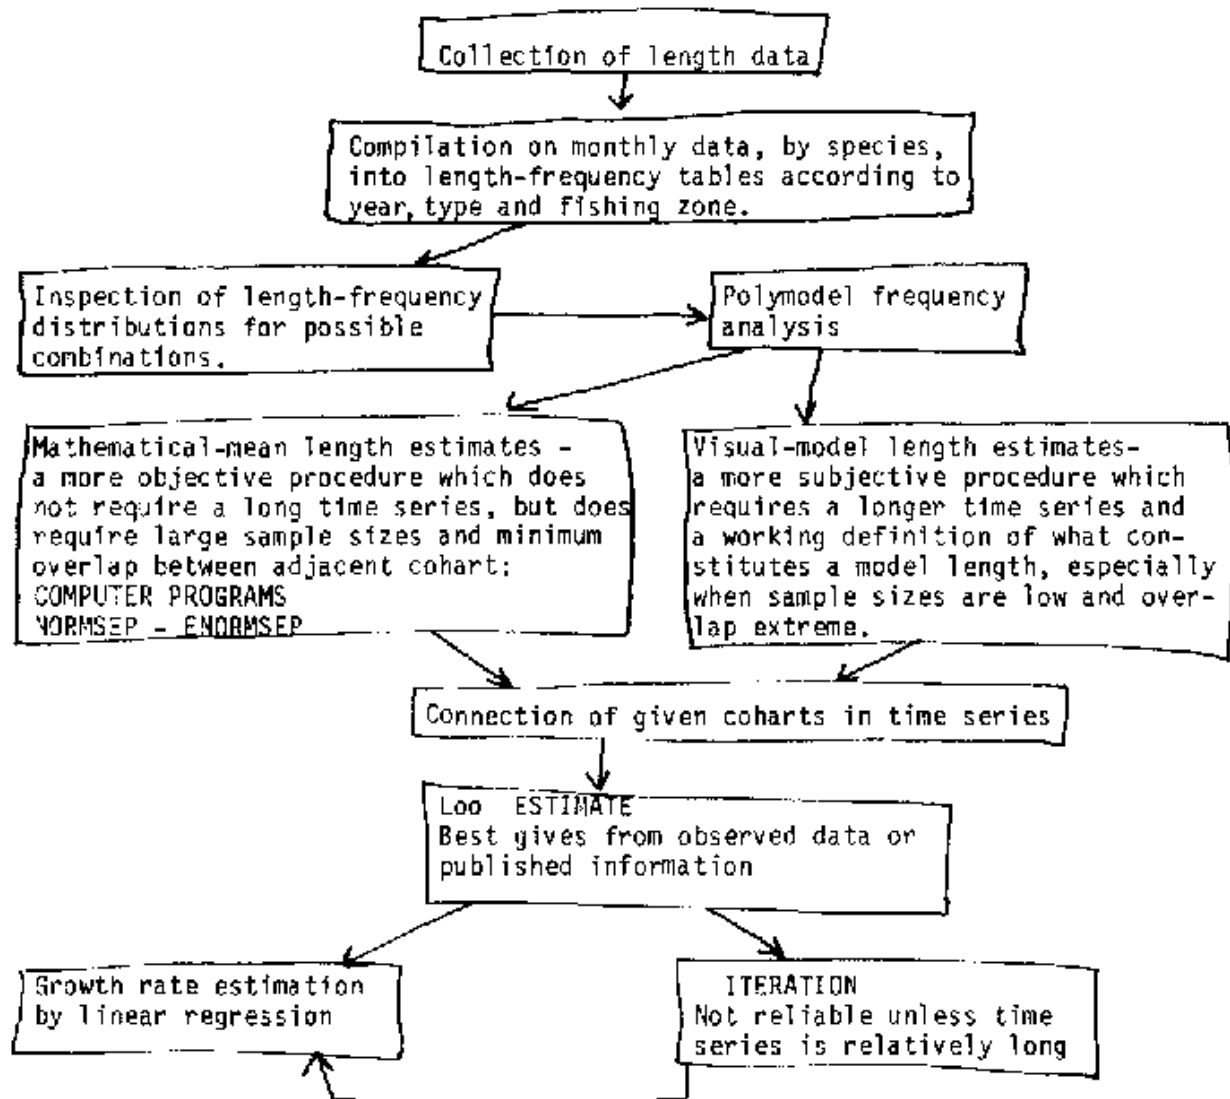 Collection of length data
Compilation on monthly data, by species,
into length-frequency tables according to
year, type and fishing zone.
Inspection of length-frequency
distributions for possible
combinations.
Polymodel frequency
analysis
Mathematical-mean length estimates -
a more objective procedure which does
not require a long time series, but does
require large sample sizes and minimum
overlap between adjacent cohart:
COMPUTER PROGRAMS
NORMSEP - ENORMSEP
Visual-model length estimates-
a more subjective procedure which
requires a longer time series and
a working definition of what con-
stitutes a model length, especially
when sample sizes are low and over-
lap extreme.
Connection of given coharts in time series
Loo ESTIMATE
Best gives from observed data or
published information
Growth rate estimation
by linear regression
ITERATION
Not reliable unless time
series is relatively long